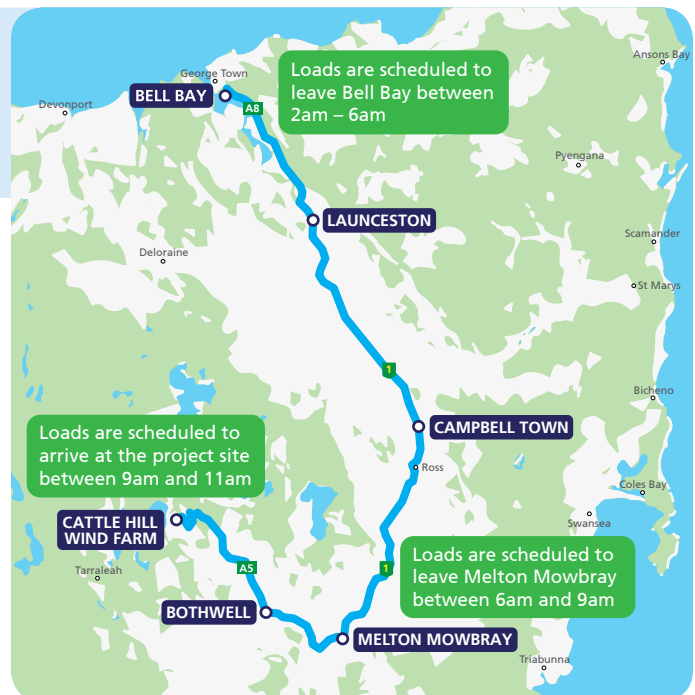 Ansons Bay
George Town
Loads are scheduled to
leave Bell Bay between
2am – 6am
BELL BAY
Devonport
A8
Pyengana
LAUNCESTON
Scamander
Deloraine
St Marys
1
Bicheno
CAMPBELL TOWN
Loads are scheduled to
arrive at the project site
between 9am and 11am
Ross
Coles Bay
CATTLE HILL
WIND FARM
Swansea
Tarraleah
A5
1
Loads are scheduled to
leave Melton Mowbray
between 6am and 9am
BOTHWELL
MELTON MOWBRAY
Triabunna